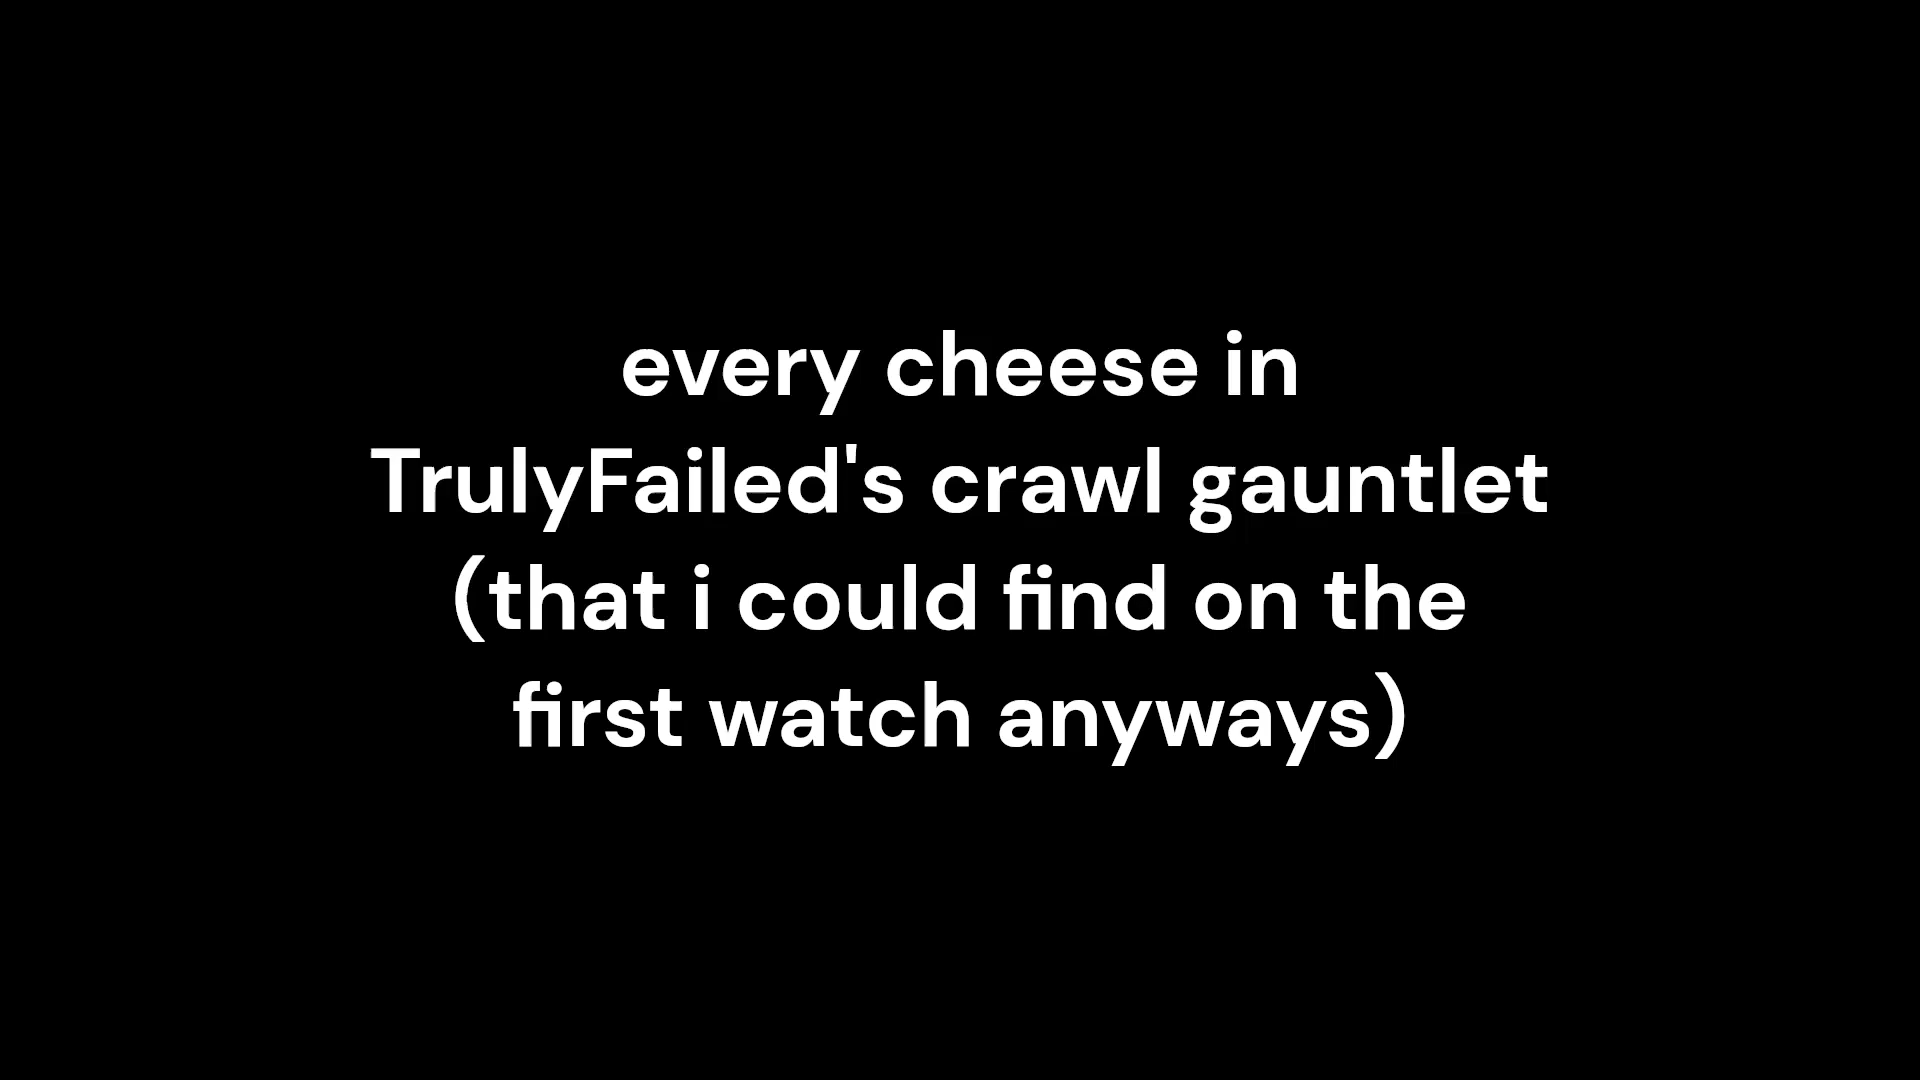 every cheese in
TrulyFailed's crawl gauntlet
(that i could find on the
first watch anyways)